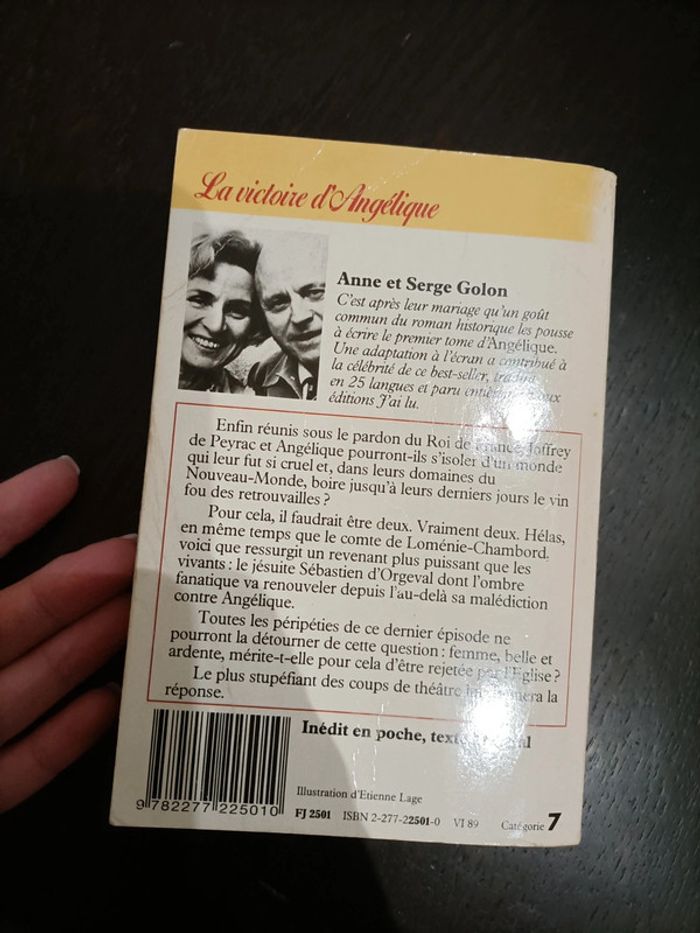 La victoire d'Angélique
Anne et Serge Golon
C'est après leur mariage qu'un goût
commun du roman historique les pousse
à écrire le premier tome d'Angélique.
Une adaptation à l'écran a contribué à
la célébrité de ce best-seller, traduit
en 25 langues et paru aux
éditions J'ai lu.
Enfin réunis sous le pardon du Roi de France, Joffrey
de Peyrac et Angélique pourront-ils s'isoler d'un monde
qui leur fut si cruel et, dans leurs domaines du
Nouveau-Monde, boire jusqu'à leurs derniers jours le vin
fou des retrouvailles ?
Pour cela, il faudrait être deux. Vraiment deux. Hélas,
en même temps que le comte de Loménie-Chambord,
voici que ressurgit un revenant plus puissant que les
vivants : le jésuite Sébastien d'Orgeval dont l'ombre
fanatique va renouveler depuis l'au-delà sa malédiction
contre Angélique.
Toutes les péripéties de ce dernier épisode ne
pourront la détourner de cette question : femme, belle et
ardente, mérite-t-elle pour cela d'être rejetée par l'Eglise ?
Le plus stupéfiant des coups de théâtre la
réponse.
Inédit en poche,
9 782277 225010
Illustration d'Etienne Lage
FJ 2501 ISBN 2-277-22501-0 VI 89 Catégorie 7